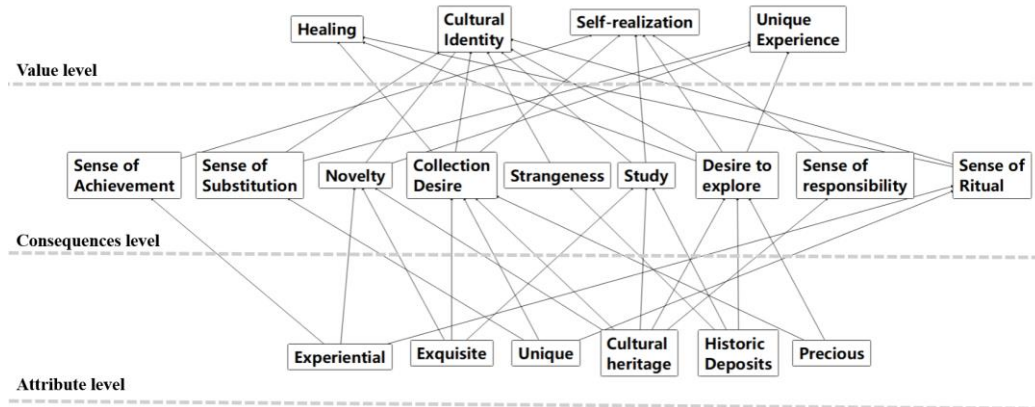 Healing
Cultural
Identity
Self-realization
Unique
Experience
Value level
Sense of
Achievement
Sense of
Substitution
Novelty
Collection
Desire
Strangeness
Study
Desire to
explore
Sense of
responsibility
Sense of
Ritual
Consequences level
Experiential
Exquisite
Unique
Cultural
heritage
Historic
Deposits
Precious
Attribute level